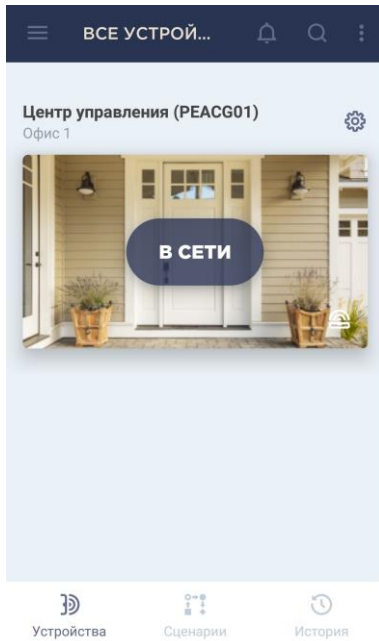 ВСЕ УСТРОЙ...
Центр управления (PEACG01)
Офис 1
В СЕТИ
Устройства
Сценарии
История